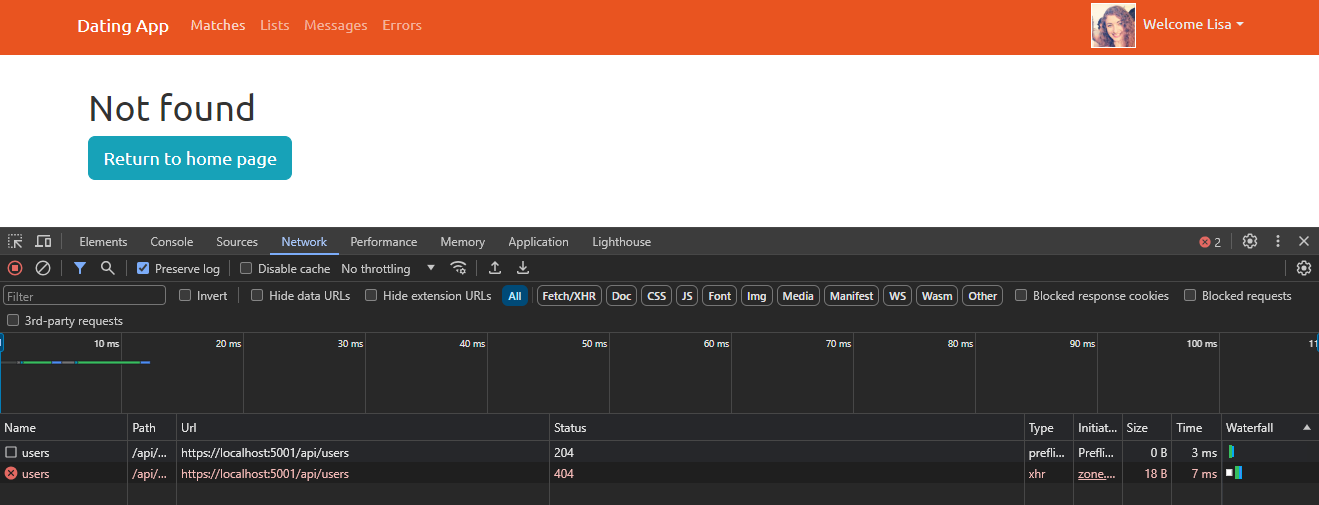 Dating App Matches Lists Messages Errors Welcome Lisa
Not found
Return to home page
Elements Console Sources Network Performance Memory Application Lighthouse 2
Preserve log Disable cache No throttling
Filter Invert Hide data URLs Hide extension URLs All Fetch/XHR Doc CSS JS Font Img Media Manifest WS Wasm Other Blocked response cookies Blocked requests
3rd-party requests
10 ms 20 ms 30 ms 40 ms 50 ms 60 ms 70 ms 80 ms 90 ms 100 ms 11
Name Path Url Status Type Initiat... Size Time Waterfall
users /api/... https://localhost:5001/api/users 204 prefli... Prefli... 0 B 3 ms
users /api/... https://localhost:5001/api/users 404 xhr zone.... 18 B 7 ms